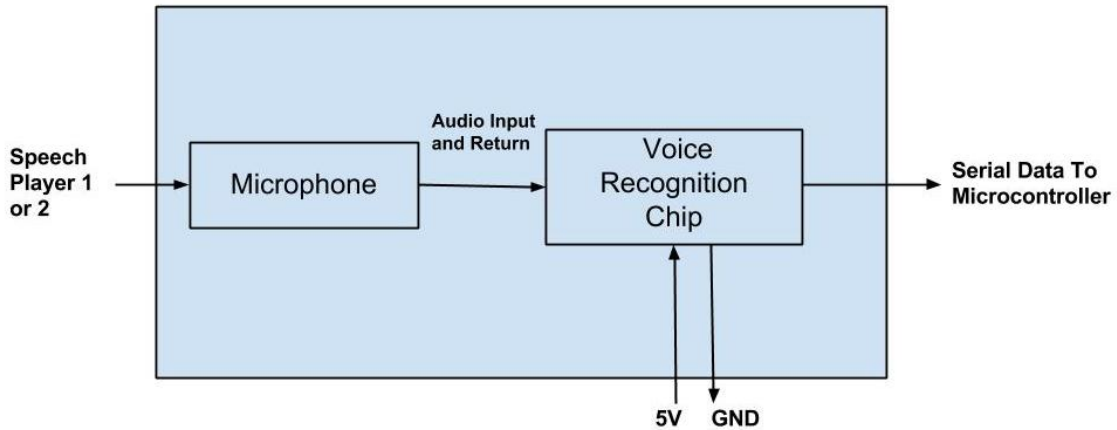 Speech
Player 1
or 2
Microphone
Audio Input
and Return
Voice
Recognition
Chip
Serial Data To
Microcontroller
5V
GND